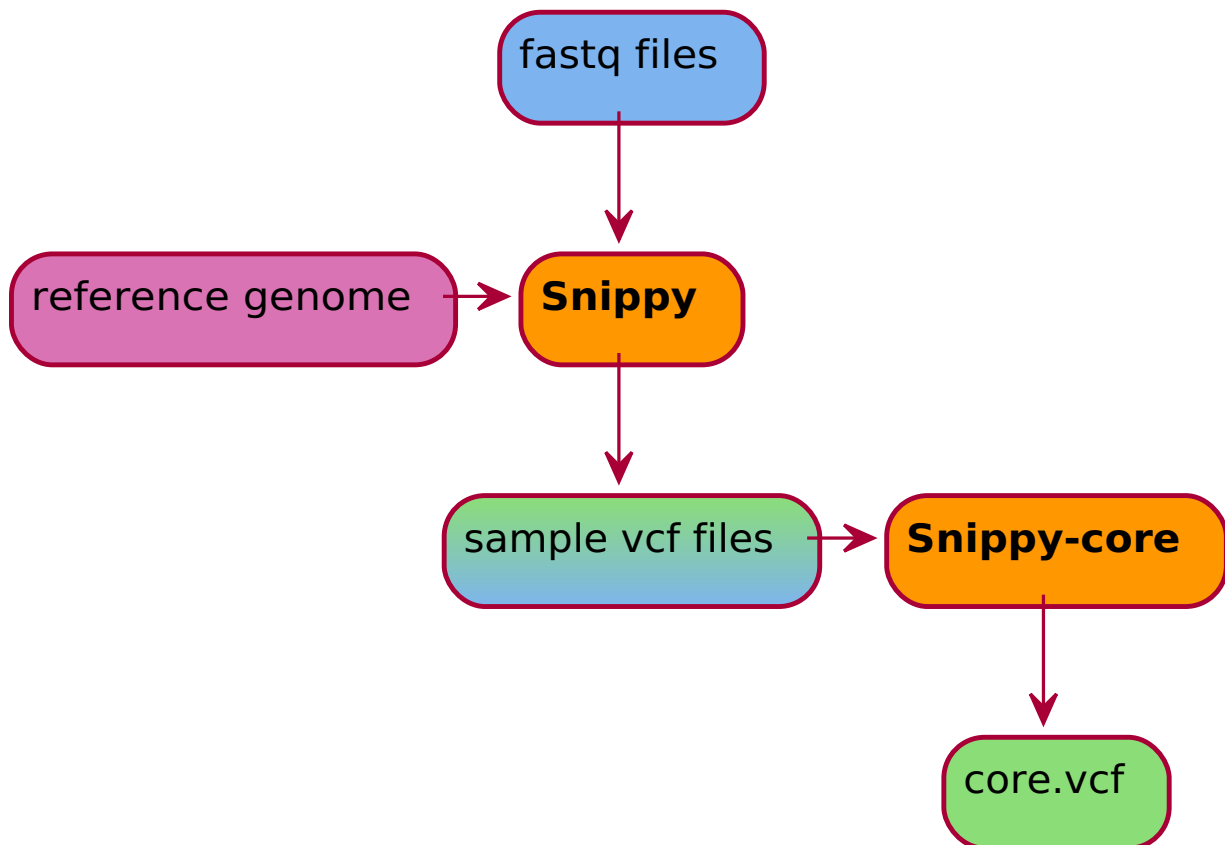 fastq files
reference genome
Snippy
sample vcf files
Snippy-core
core.vcf